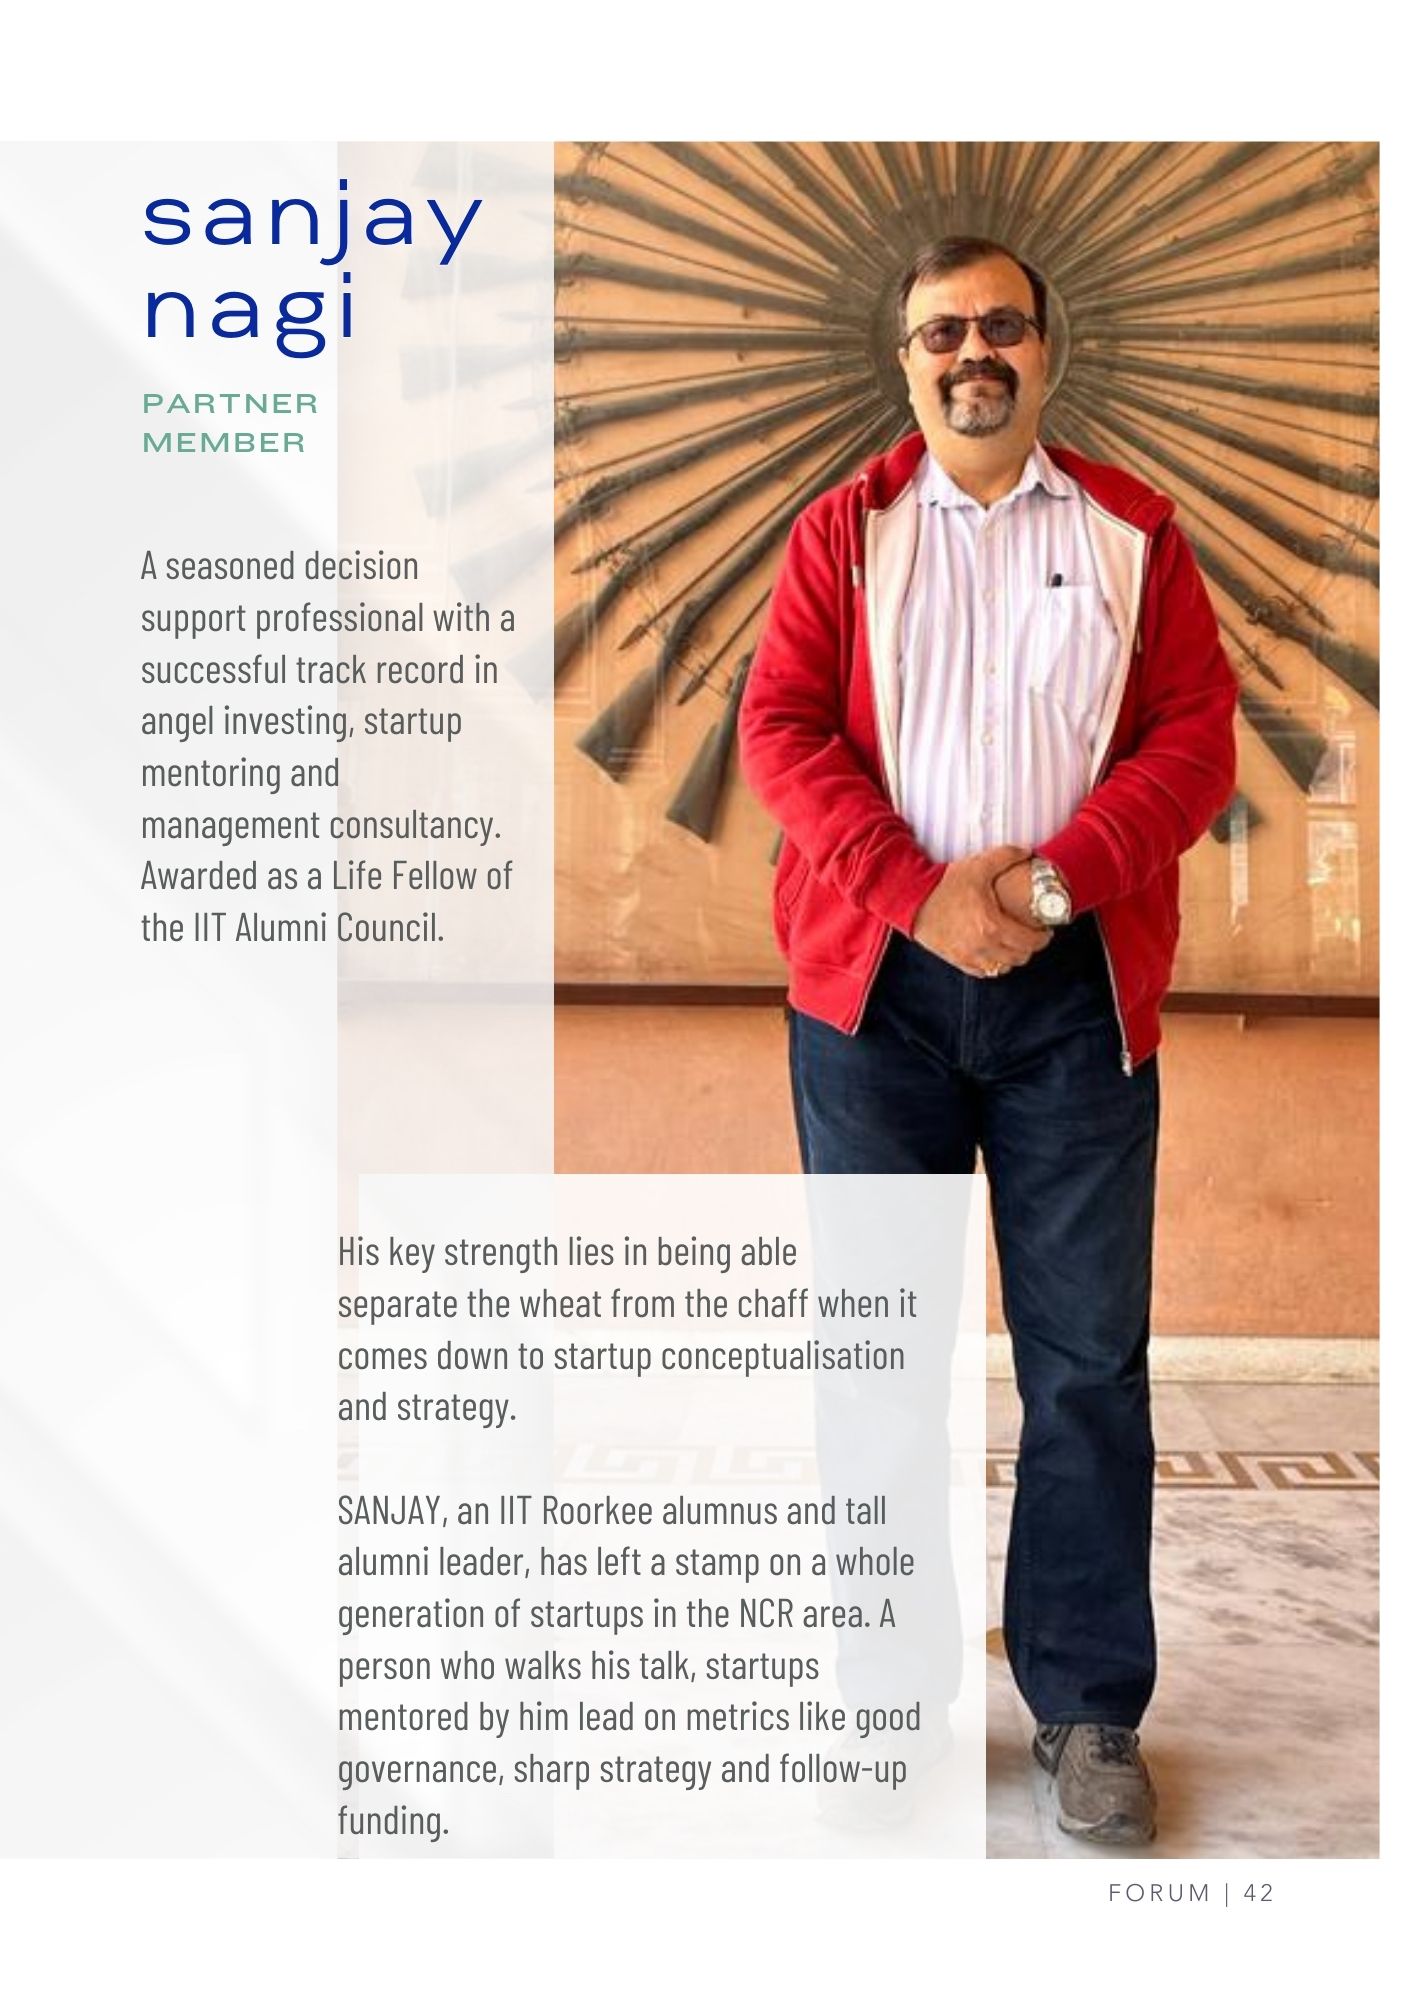 sanjay
nagi
PARTNER
MEMBER
A seasoned decision
support professional with a
successful track record in
angel investing, startup
mentoring and
management consultancy.
Awarded as a Life Fellow of
the IIT Alumni Council.
His key strength lies in being able
separate the wheat from the chaff when it
comes down to startup conceptualisation
and strategy.
SANJAY, an IIT Roorkee alumnus and tall
alumni leader, has left a stamp on a whole
generation of startups in the NCR area. A
person who walks his talk, startups
mentored by him lead on metrics like good
governance, sharp strategy and follow-up
funding.
FORUM | 42